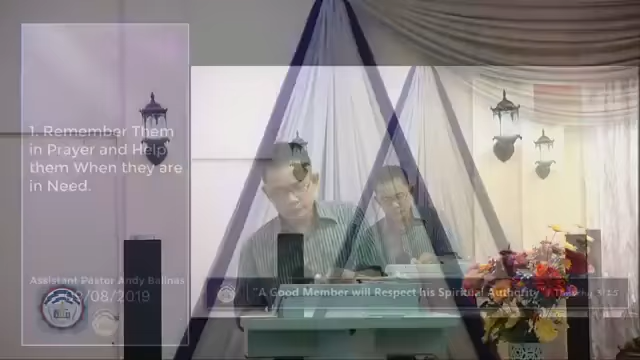 1. Remember Them
in Prayer and Help
them When they are
in Need.
Assistant Pastor Andy Balinas
/08/2019
"A Good Member will Respect his Spiritual Authority"